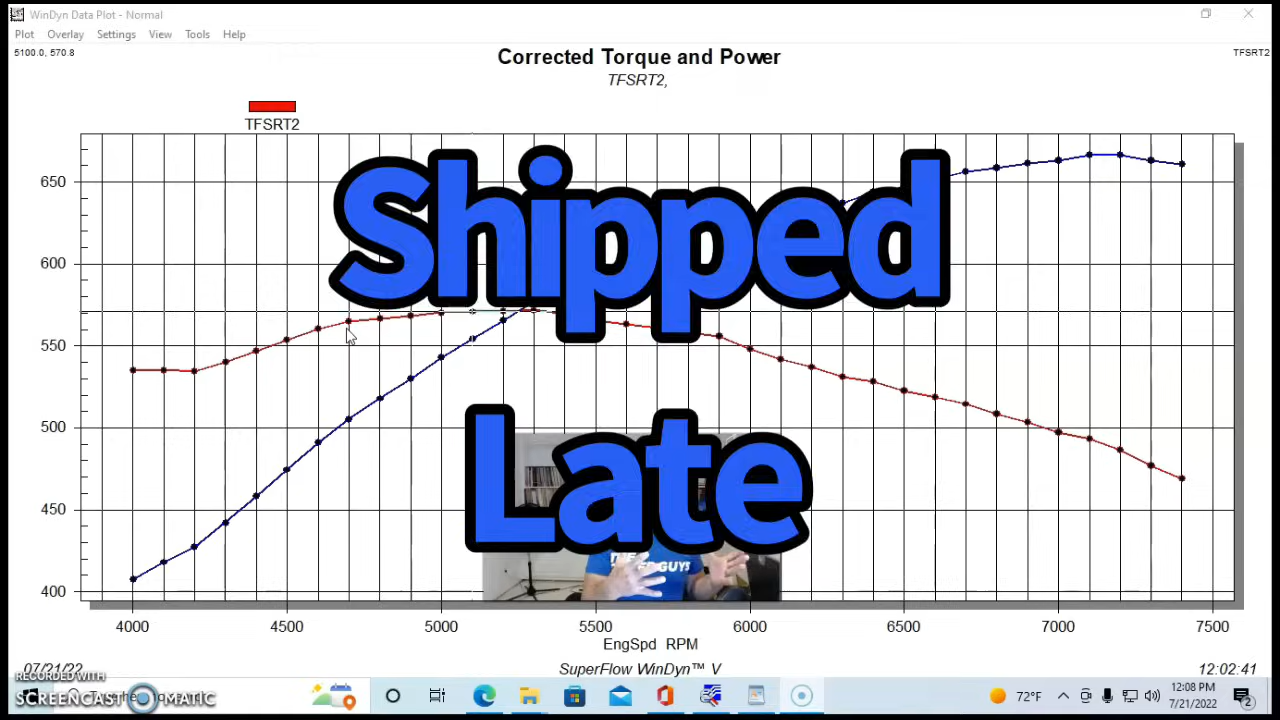 WinDyn Data Plot - Normal
Plot Overlay Settings View Tools Help
5100.0, 570.8
TFSRT2
Corrected Torque and Power
TFSRT2,
TFSRT2
Shipped
Late
650
600
550
500
450
400
4000 4500 5000 5500 6000 6500 7000 7500
EngSpd RPM
07/21/22 SuperFlow WinDyn™ V 12:02:41
RECORDED WITH
SCREENCAST MATIC
72°F
12:08 PM
7/21/2022
2
THE
GUYS